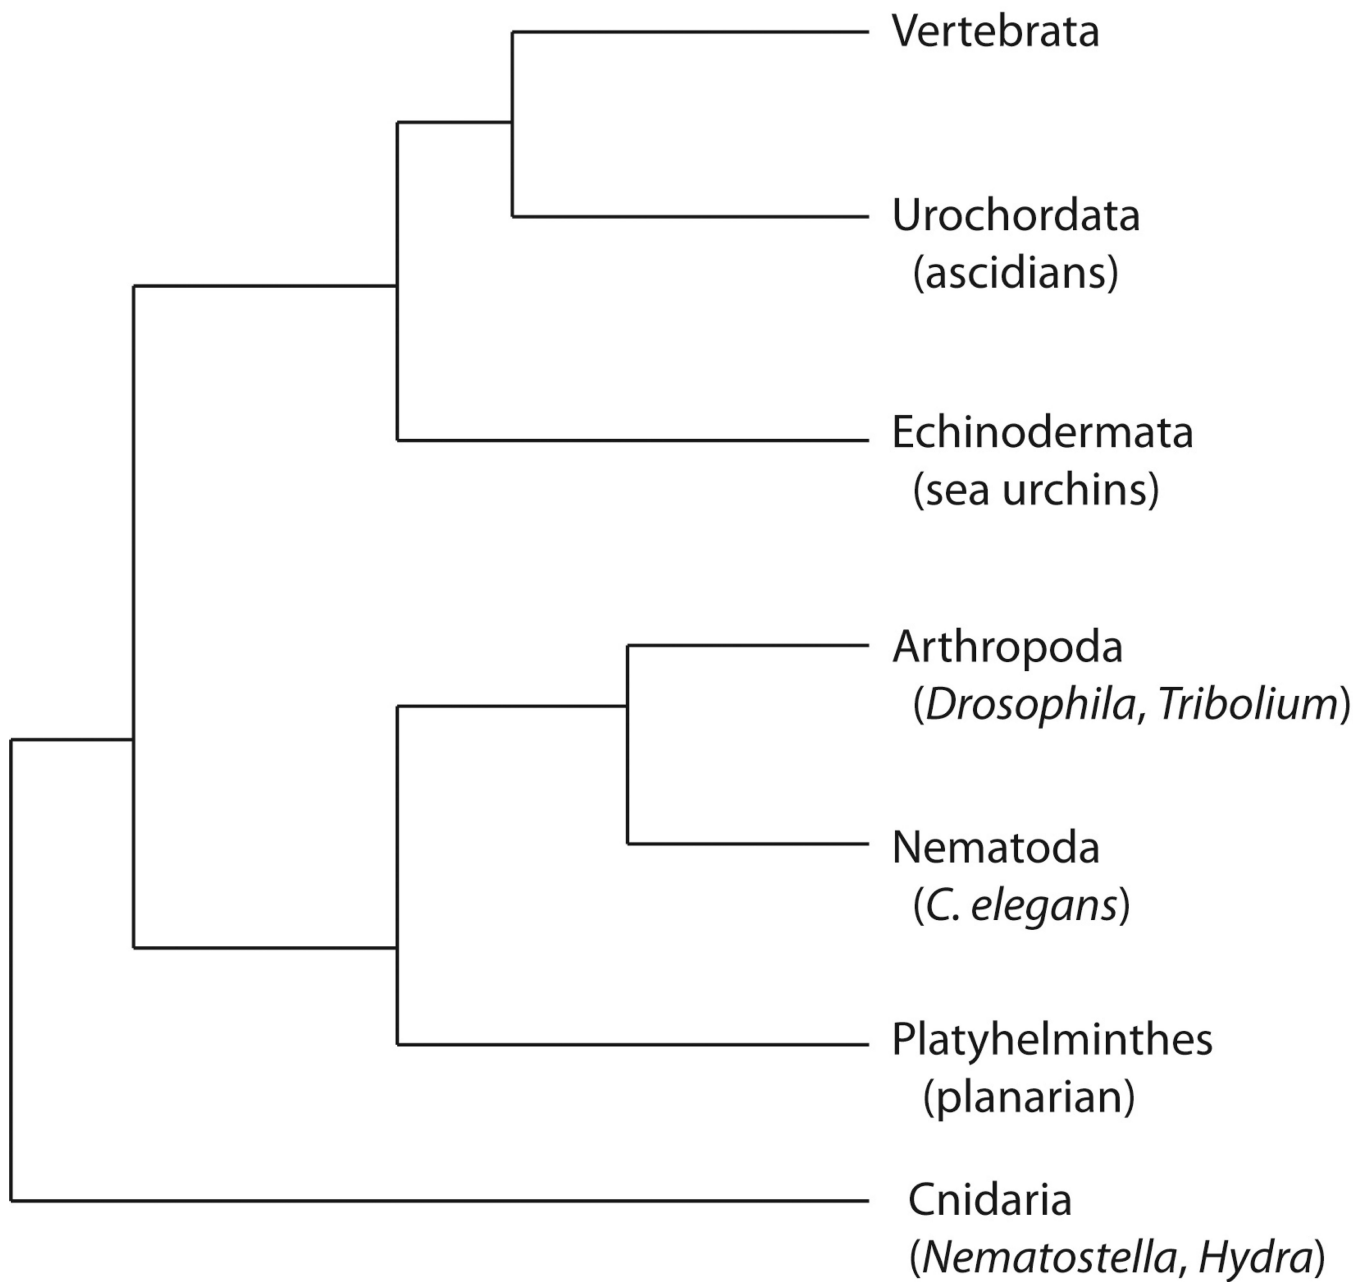 Vertebrata
Urochordata
(ascidians)
Echinodermata
(sea urchins)
Arthropoda
(Drosophila, Tribolium)
Nematoda
(C. elegans)
Platyhelminthes
(planarian)
Cnidaria
(Nematostella, Hydra)